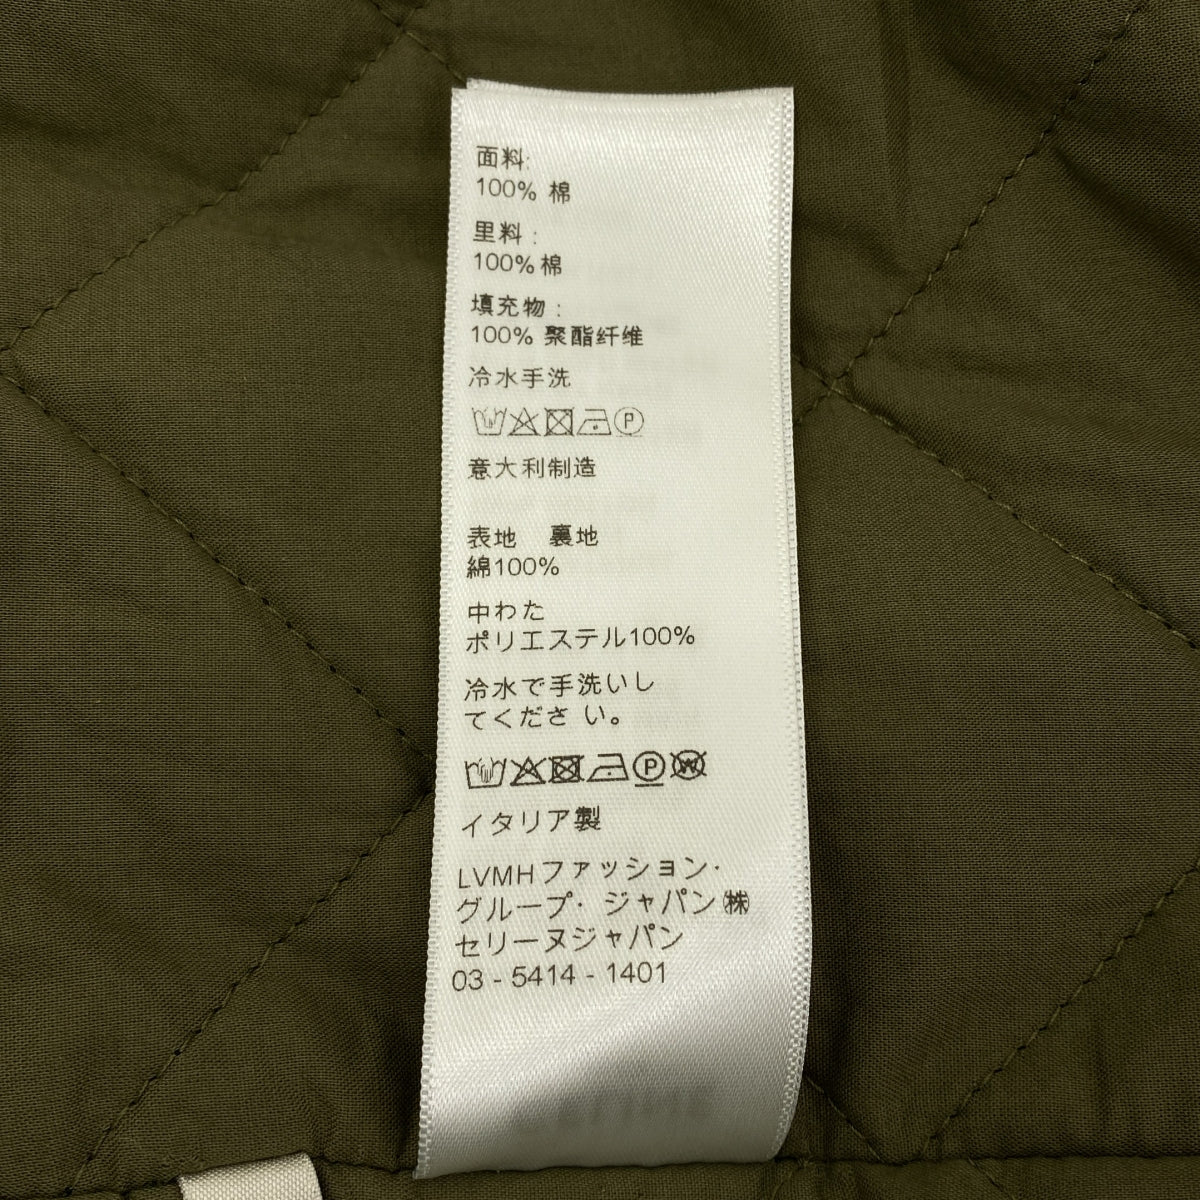 面料:
100% 棉
里料:
100% 棉
填充物:
100% 聚酯纤维
冷水手洗
P
意大利制造
表地 裏地
綿100%
中わた
ポリエステル100%
冷水で手洗いし
てくださ い。
P W
イタリア製
LVMHファッション・
グループ・ジャパン㈱
セリーヌジャパン
03 - 5414 - 1401